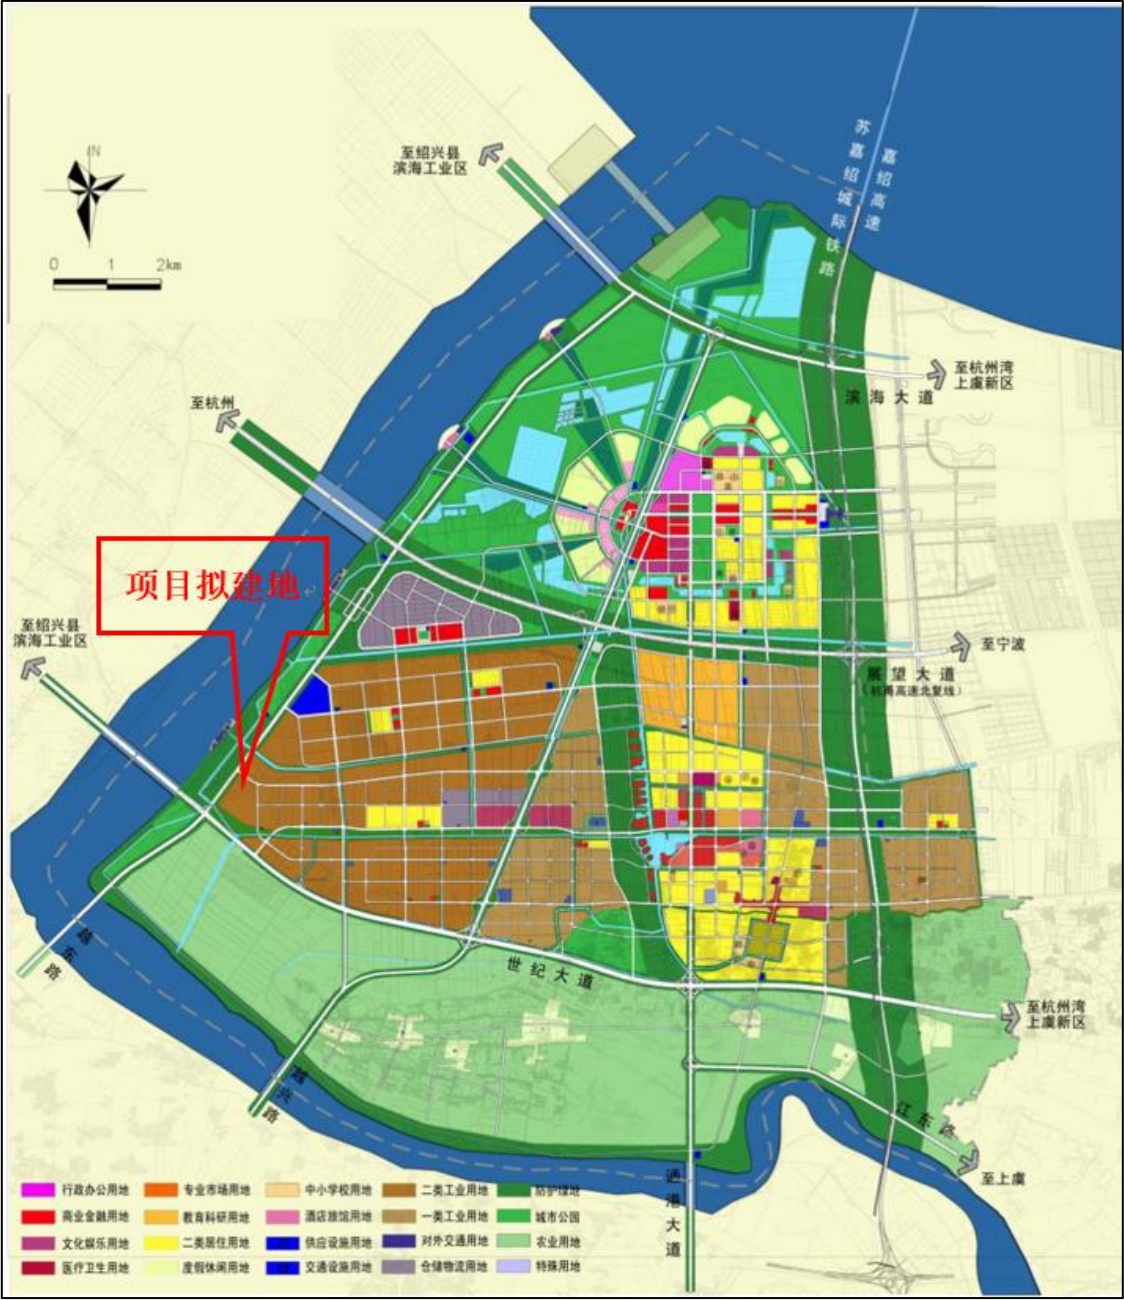 N
0 1 2km
至绍兴县
滨海工业区
苏嘉绍城际铁路
嘉绍高速
至杭州湾
上虞新区
滨海大道
至杭州
项目拟建地
至绍兴县
滨海工业区
至宁波
展望大道
(杭甬高速北复线)
越东路
世纪大道
至杭州湾
上虞新区
越兴路
江东路
至上虞
通港大道
行政办公用地 专业市场用地 中小学校用地 二类工业用地 防护绿地
商业金融用地 教育科研用地 酒店旅馆用地 一类工业用地 城市公园
文化娱乐用地 二类居住用地 供应设施用地 对外交通用地 农业用地
医疗卫生用地 度假休闲用地 交通设施用地 仓储物流用地 特殊用地